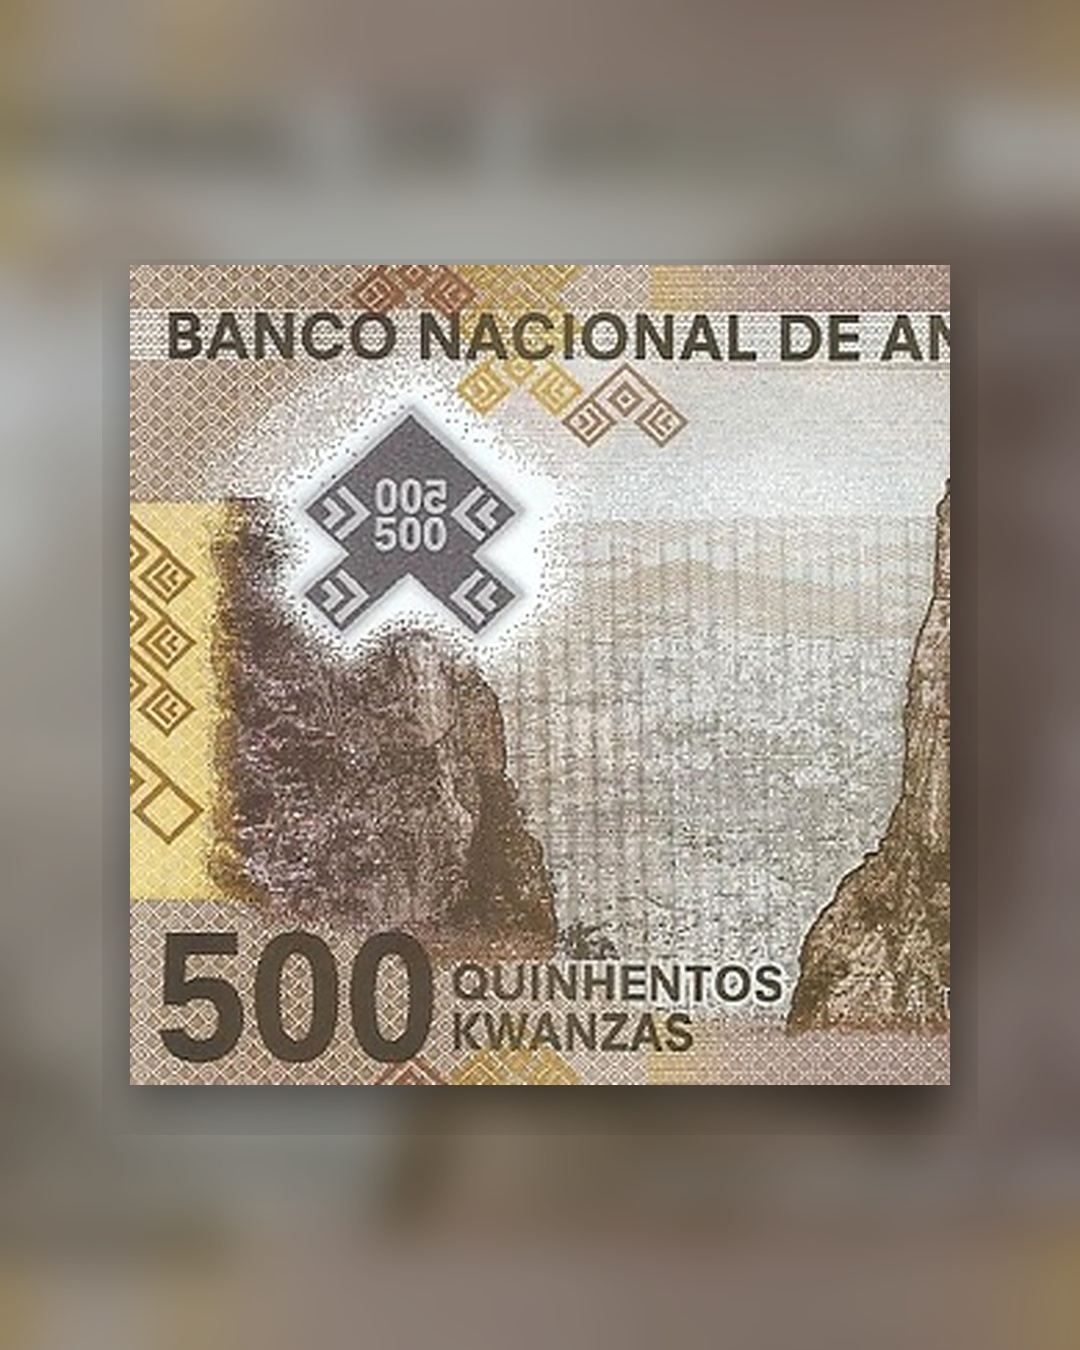 BANCO NACIONAL DE AN
500
500
500 QUINHENTOS
KWANZAS